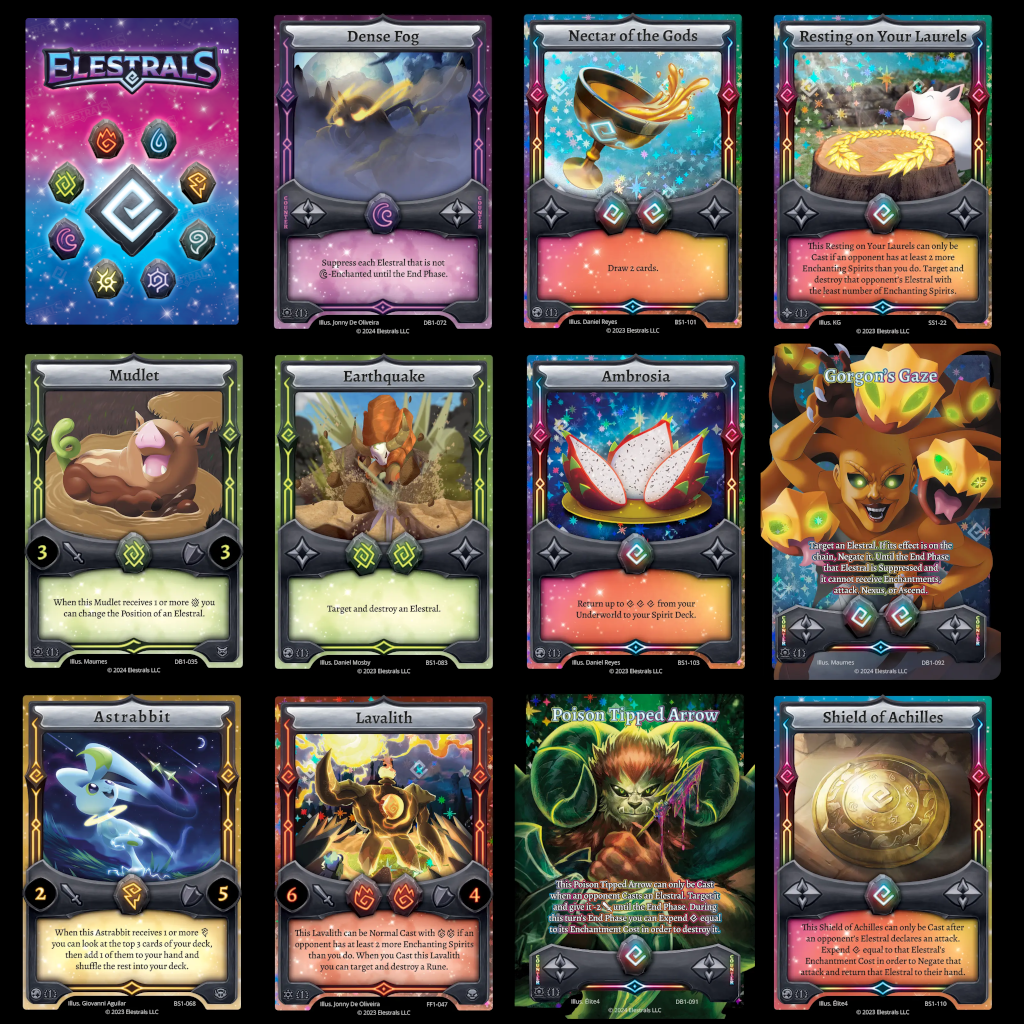 ELESTRALS™
Dense Fog
COUNTER
COUNTER
Suppress each Elestral that is not
-Enchanted until the End Phase.
(1)
Illus. Jonny De Oliveira
DB1-072
© 2024 Elestrals LLC
Nectar of the Gods
Draw 2 cards.
(1)
Illus. Daniel Reyes
BS1-101
© 2023 Elestrals LLC
Resting on Your Laurels
This Resting on Your Laurels can only be
Cast if an opponent has at least 2 more
Enchanting Spirits than you do. Target and
destroy that opponent's Elestral with
the least number of Enchanting Spirits.
(1)
Illus. KG
SS1-22
© 2023 Elestrals LLC
Mudlet
3
3
When this Mudlet receives 1 or more you
can change the Position of an Elestral.
(1)
Illus. Maumes
DB1-035
© 2024 Elestrals LLC
Earthquake
Target and destroy an Elestral.
(1)
Illus. Daniel Mosby
BS1-083
© 2023 Elestrals LLC
Ambrosia
Return up to from your
Underworld to your Spirit Deck.
(1)
Illus. Daniel Reyes
BS1-103
© 2023 Elestrals LLC
Gorgon's Gaze
Target an Elestral. If its effect is on the
chain, Negate it. Until the End Phase
that Elestral is Suppressed and
it cannot receive Enchantments,
attack, Nexus, or Ascend.
COUNTER
COUNTER
(1)
Illus. Maumes
DB1-092
© 2024 Elestrals LLC
Astrabbit
2
5
When this Astrabbit receives 1 or more
you can look at the top 3 cards of your deck,
then add 1 of them to your hand and
shuffle the rest into your deck.
(1)
Illus. Giovanni Aguilar
BS1-068
© 2023 Elestrals LLC
Lavalith
6
4
This Lavalith can be Normal Cast with if an
opponent has at least 2 more Enchanting Spirits
than you do. When you Cast this Lavalith
you can target and destroy a Rune.
(1)
Illus. Jonny De Oliveira
FF1-047
© 2023 Elestrals LLC
Poison Tipped Arrow
This Poison Tipped Arrow can only be Cast
when an opponent Casts an Elestral. Target it
and give it -2 until the End Phase. During
this turn's End Phase you can Expend equal
to its Enchantment Cost in order to destroy it.
COUNTER
COUNTER
(1)
Illus. Elite4
DB1-091
© 2024 Elestrals LLC
Shield of Achilles
This Shield of Achilles can only be Cast after
an opponent's Elestral declares an attack.
Expend equal to that Elestral's
Enchantment Cost in order to Negate that
attack and return that Elestral to their hand.
(1)
Illus. Élite4
BS1-110
© 2023 Elestrals LLC